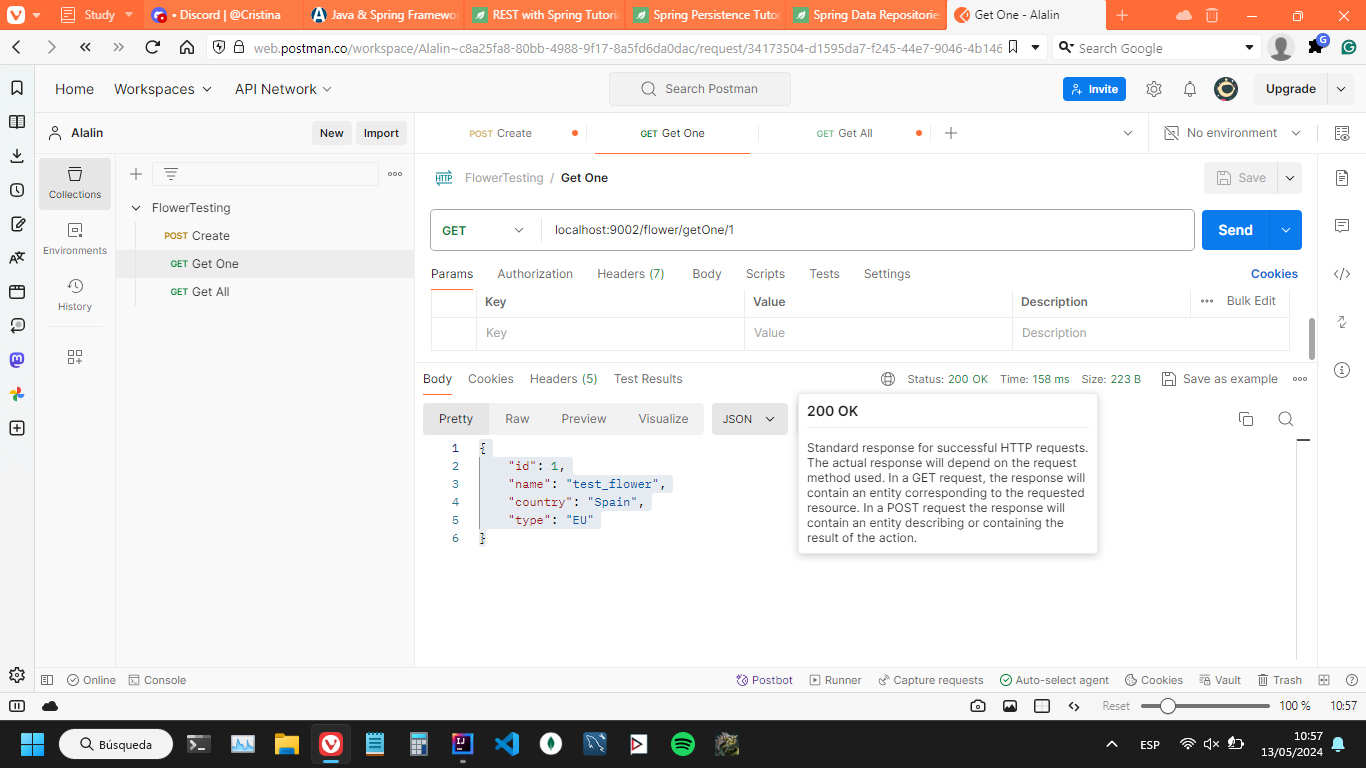 Study
• Discord | @Cristina
Java & Spring Framewor
REST with Spring Tutori
Spring Persistence Tuto
Spring Data Repositorie
Get One - Alalin
web.postman.co/workspace/Alalin~c8a25fa8-80bb-4988-9f17-8a5fd6da0dac/request/34173504-d1595da7-f245-44e7-9046-4b146
Search Google
G
Home
Workspaces
API Network
Search Postman
Invite
Upgrade
Alalin
New
Import
POST Create
GET Get One
GET Get All
No environment
Collections
Environments
History
FlowerTesting
POST Create
GET Get One
GET Get All
HTTP
FlowerTesting / Get One
Save
GET
localhost:9002/flower/getOne/1
Send
Params
Authorization
Headers (7)
Body
Scripts
Tests
Settings
Cookies
Key
Value
Description
Bulk Edit
Key
Value
Description
Body
Cookies
Headers (5)
Test Results
Status: 200 OK
Time: 158 ms
Size: 223 B
Save as example
Pretty
Raw
Preview
Visualize
JSON
1 {
2 "id": 1,
3 "name": "test_flower",
4 "country": "Spain",
5 "type": "EU"
6 }
200 OK
Standard response for successful HTTP requests.
The actual response will depend on the request
method used. In a GET request, the response will
contain an entity corresponding to the requested
resource. In a POST request the response will
contain an entity describing or containing the
result of the action.
Online
Console
Postbot
Runner
Capture requests
Auto-select agent
Cookies
Vault
Trash
Reset
100 %
10:57
Búsqueda
ESP
10:57
13/05/2024